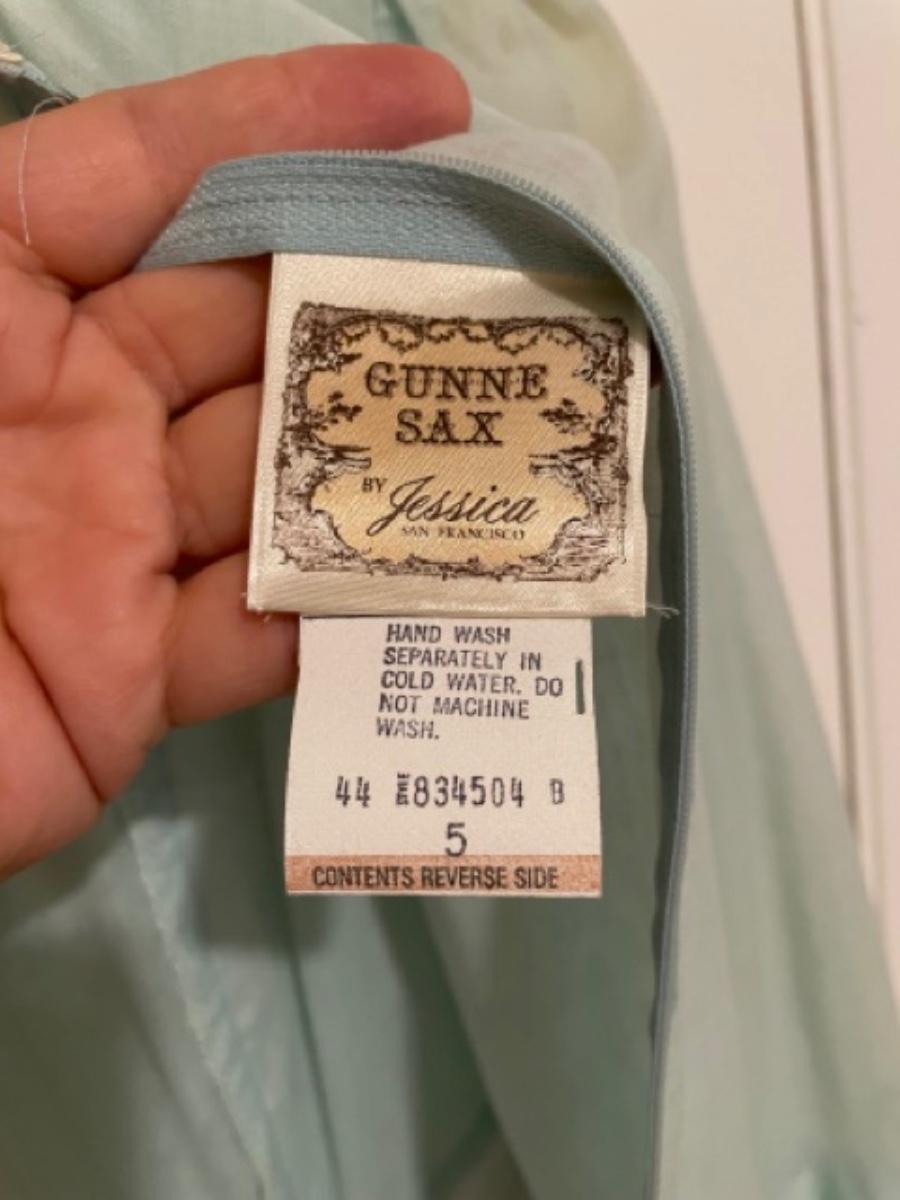 GUNNE
SAX
BY Jessica
SAN FRANCISCO
HAND WASH
SEPARATELY IN
COLD WATER. DO
NOT MACHINE
WASH.
44 834504 B
5
CONTENTS REVERSE SIDE